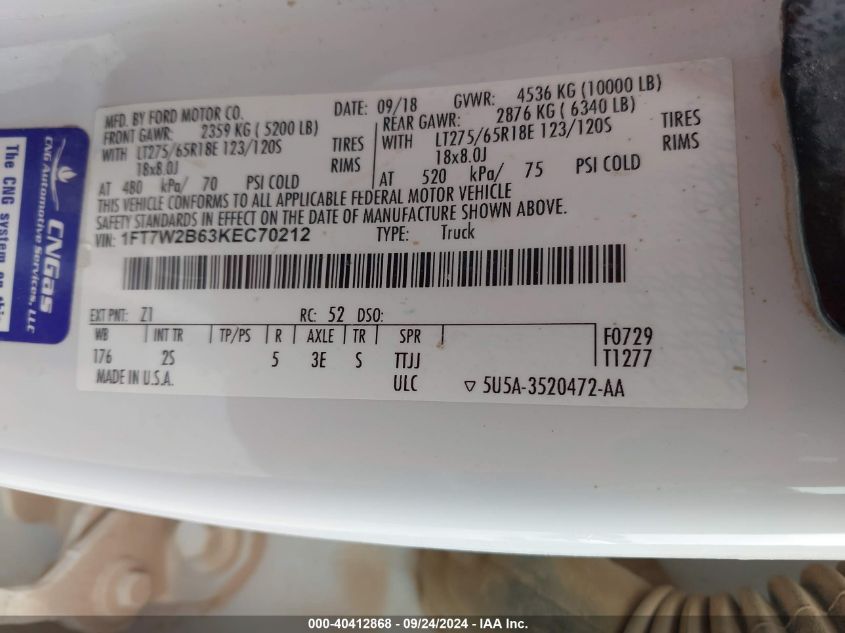 MFD. BY FORD MOTOR CO. DATE: 09/18 GVWR: 4536 KG (10000 LB)
FRONT GAWR: 2359 KG ( 5200 LB) REAR GAWR: 2876 KG ( 6340 LB)
WITH LT275/65R18E 123/120S TIRES WITH LT275/65R18E 123/120S TIRES
18x8.0J RIMS 18x8.0J RIMS
AT 480 kPa/ 70 PSI COLD AT 520 kPa/ 75 PSI COLD
THIS VEHICLE CONFORMS TO ALL APPLICABLE FEDERAL MOTOR VEHICLE
SAFETY STANDARDS IN EFFECT ON THE DATE OF MANUFACTURE SHOWN ABOVE.
VIN: 1FT7W2B63KEC70212 TYPE: Truck
EXT PNT: Z1 RC: 52 DSO:
WB INT TR TP/PS R AXLE TR SPR F0729
176 2S 5 3E S TTJJ T1277
MADE IN U.S.A. ULC ▽ 5U5A-3520472-AA
CNGas
CNG Automotive Services, LLC
The CNG system on this
000-40412868 - 09/24/2024 - IAA Inc.